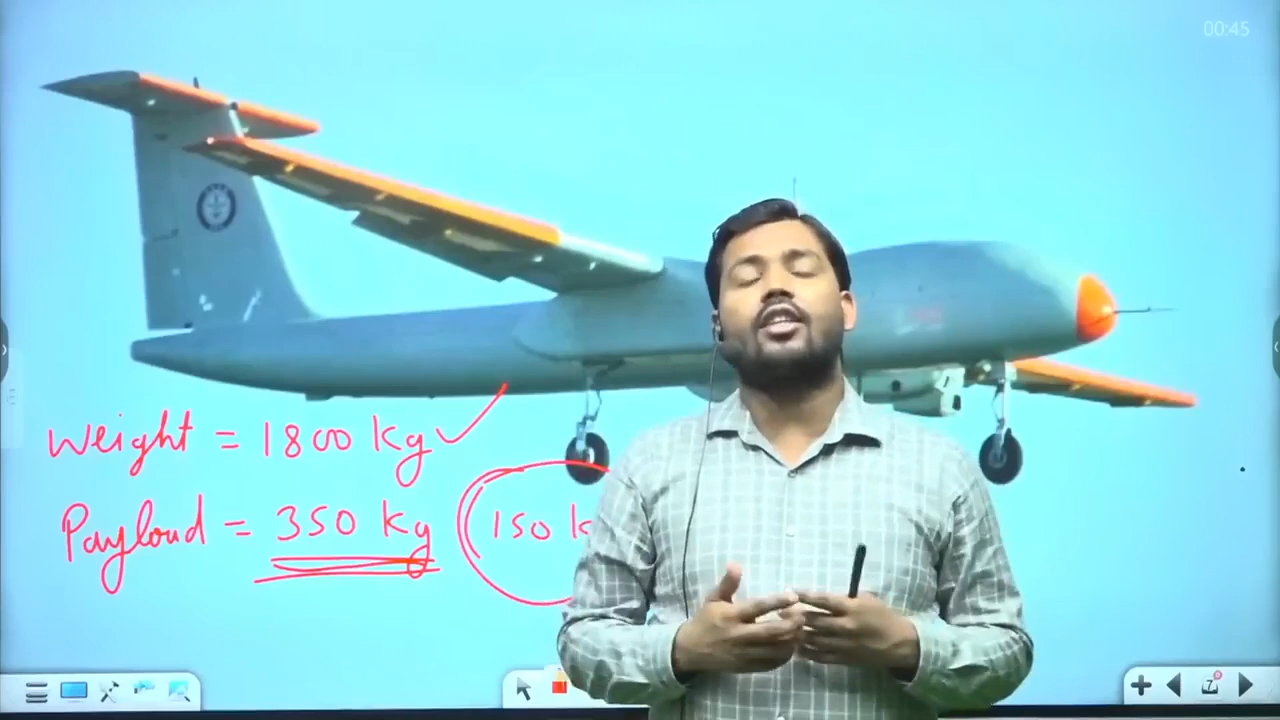 00:45
Weight = 1800 kg ✓
Payload = 350 kg (150 k